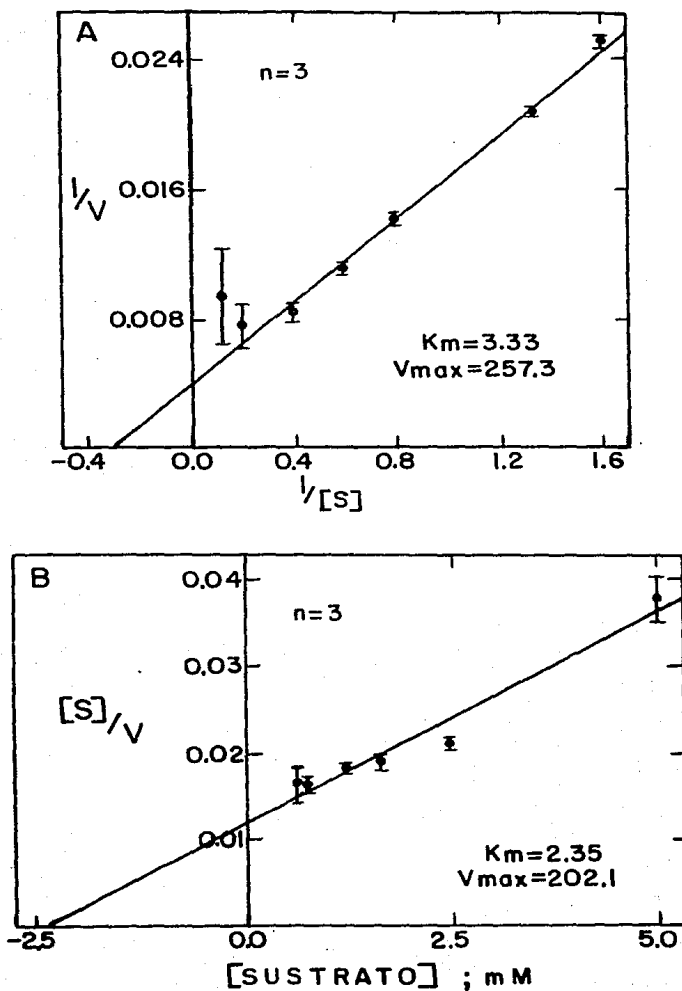 A
n=3
0.024
0.016
0.008
1/V
Km=3.33
Vmax=257.3
-0.4 0.0 0.4 0.8 1.2 1.6
1/[S]
B
n=3
0.04
0.03
0.02
0.01
[S]/V
Km=2.35
Vmax=202.1
-2.5 0.0 2.5 5.0
[SUSTRATO] ; mM